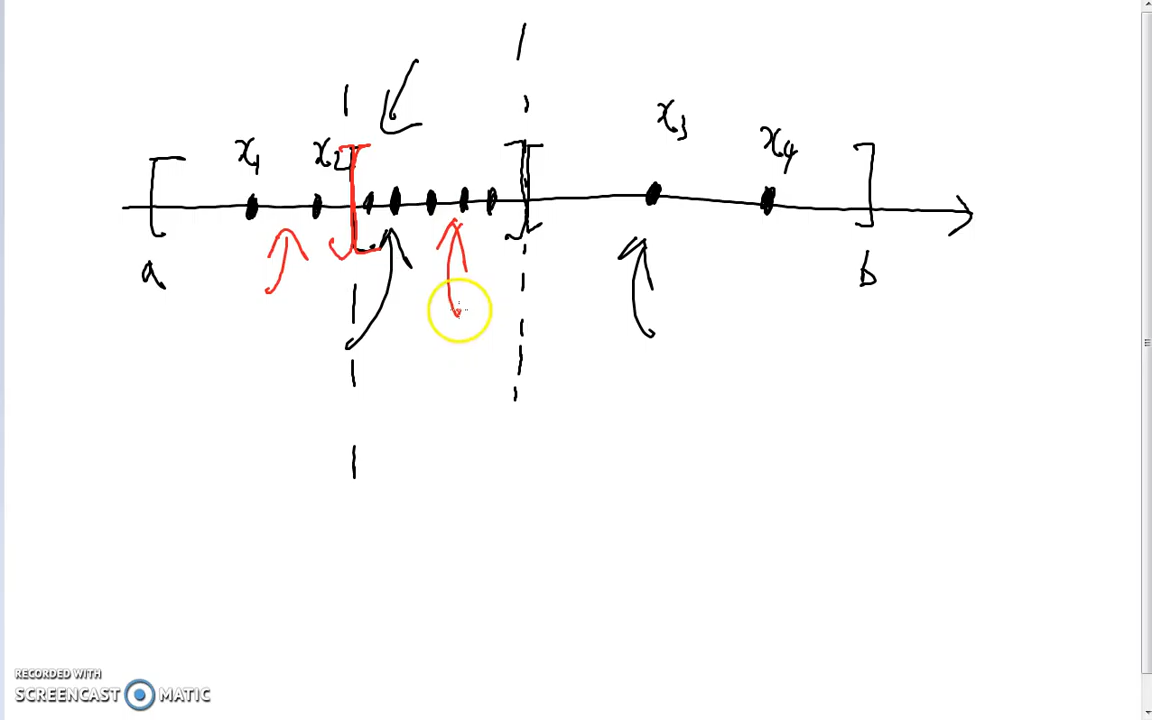 x₁ x₂ x₃ x₄
a b
RECORDED WITH
SCREENCAST MATIC